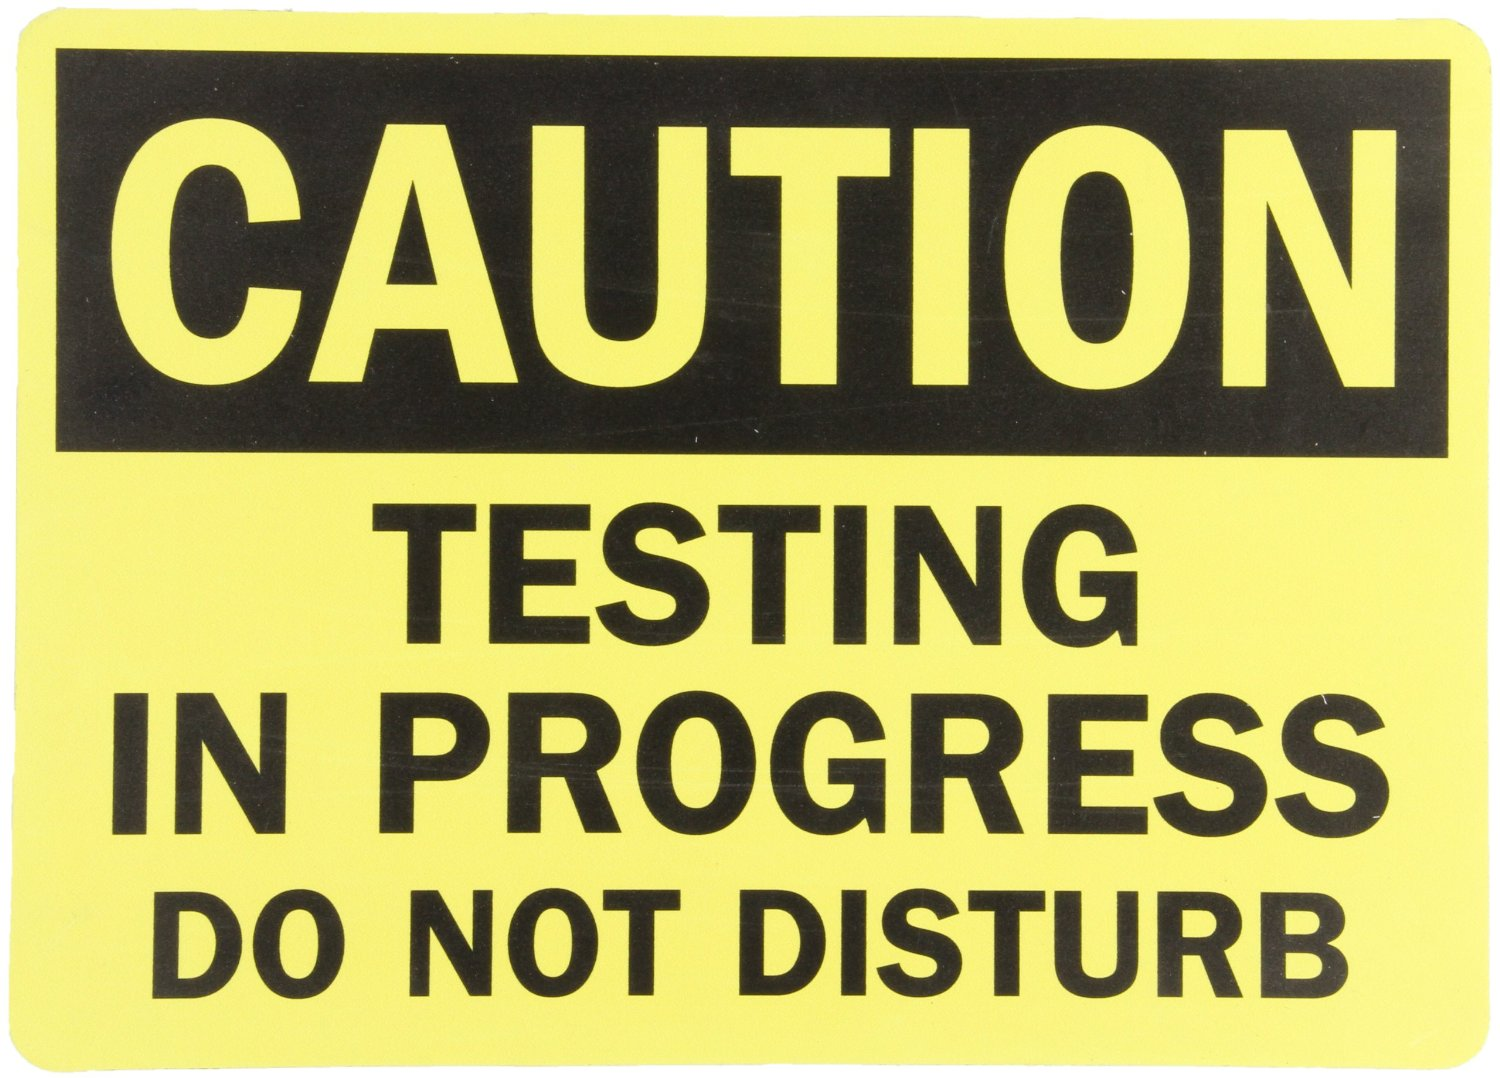 CAUTION
TESTING
IN PROGRESS
DO NOT DISTURB